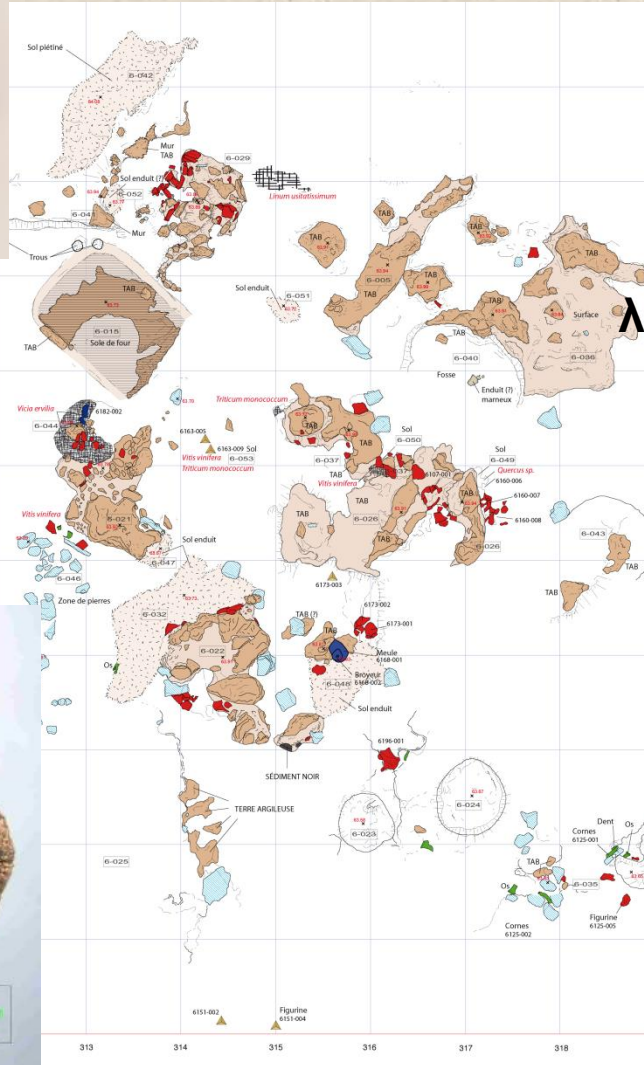 Sol piétiné
6-042
Mur
TAB
6-029
Sol enduit (?)
6-052
Linum usitatissimum
6-041
Mur
Trous
TAB
TAB
TAB
6-005
TAB
TAB
TAB
Surface
λ
6-036
Sol enduit
6-051
TAB
6-015
Sole de four
TAB
TAB
6-040
Fosse
Enduit (?)
marneux
Vicia ervilia
6182-002
6-044
Triticum monococcum
6163-005
6163-009
Sol
6-053
Vitis vinifera
Triticum monococcum
TAB
6-037
TAB
Vitis vinifera
Sol
6-050
6107-001
Sol
6-049
Quercus sp.
6160-006
6160-007
6160-008
TAB
TAB
6-026
TAB
TAB
6-026
Vitis vinifera
6-021
Sol enduit
6-047
6-046
Zone de pierres
6-043
TAB
TAB
6173-003
6-032
6173-002
6173-001
TAB (?)
TAB
6-022
Meule
6168-001
Broyeur
6168-002
6-048
Sol enduit
Os
SÉDIMENT NOIR
6196-001
TERRE ARGILEUSE
6-024
6-023
6-025
Dent
Os
Cornes
6125-001
TAB
6-035
Os
Cornes
6125-002
Figurine
6125-005
6151-002
Figurine
6151-004
313 314 315 316 317 318